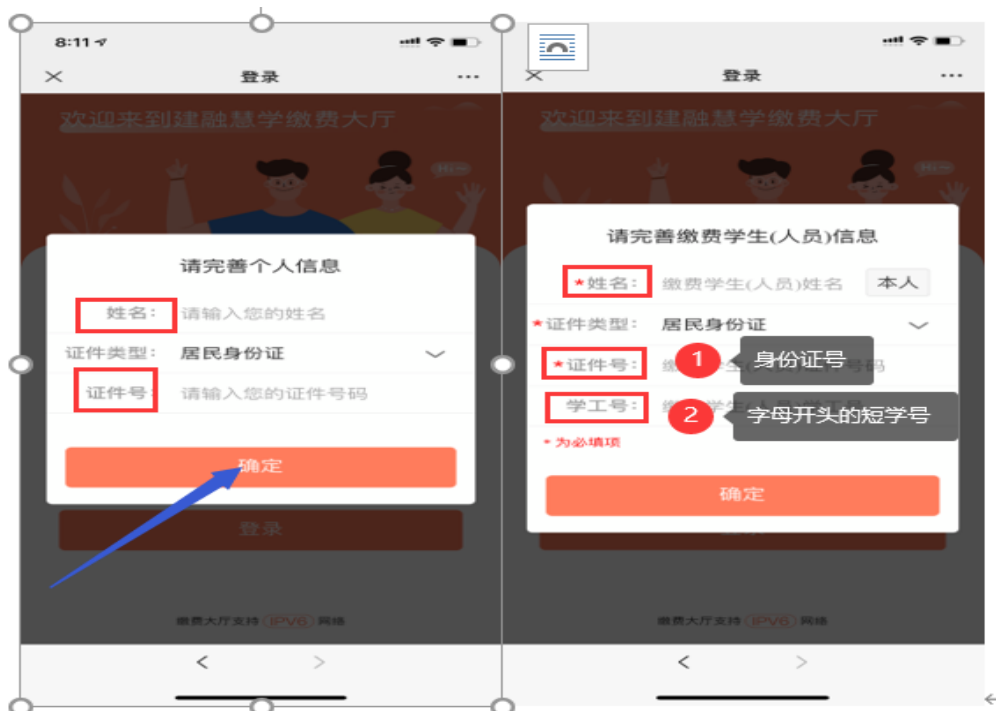 8:11
登录
欢迎来到建融慧学缴费大厅
Hi~
请完善个人信息
姓名： 请输入您的姓名
证件类型： 居民身份证
证件号： 请输入您的证件号码
确定
登录
缴费大厅支持 IPV6 网络
登录
欢迎来到建融慧学缴费大厅
Hi~
请完善缴费学生(人员)信息
*姓名： 缴费学生(人员)姓名 本人
*证件类型： 居民身份证
*证件号： 1 身份证号
学工号： 2 字母开头的短学号
* 为必填项
确定
缴费大厅支持 IPV6 网络